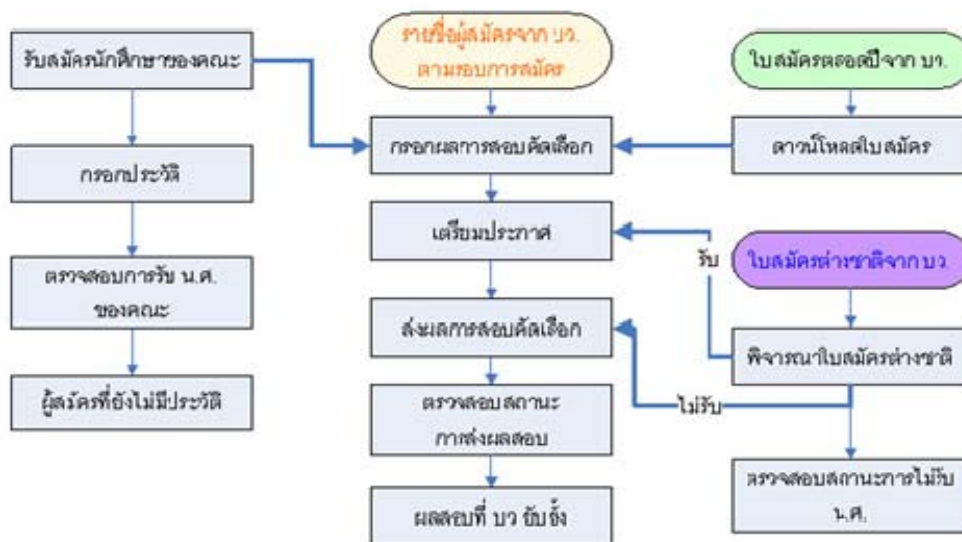 รับสมัครนักศึกษาของคณะ
กรอกประวัติ
ตรวจสอบการรับ น.ศ.
ของคณะ
ผู้สมัครที่ยังไม่มีประวัติ
รายชื่อผู้สมัครจาก บว.
ตามรอบการสมัคร
กรอกผลการสอบคัดเลือก
เตรียมประกาศ
ส่งผลการสอบคัดเลือก
ตรวจสอบสถานะ
การส่งผลสอบ
ผลสอบที่ บว ยับยั้ง
ใบสมัครตลอดปีจาก บว.
ดาวน์โหลดใบสมัคร
รับ
ใบสมัครต่างชาติจาก บว.
พิจารณาใบสมัครต่างชาติ
ไม่รับ
ตรวจสอบสถานะการไม่รับ
น.ศ.